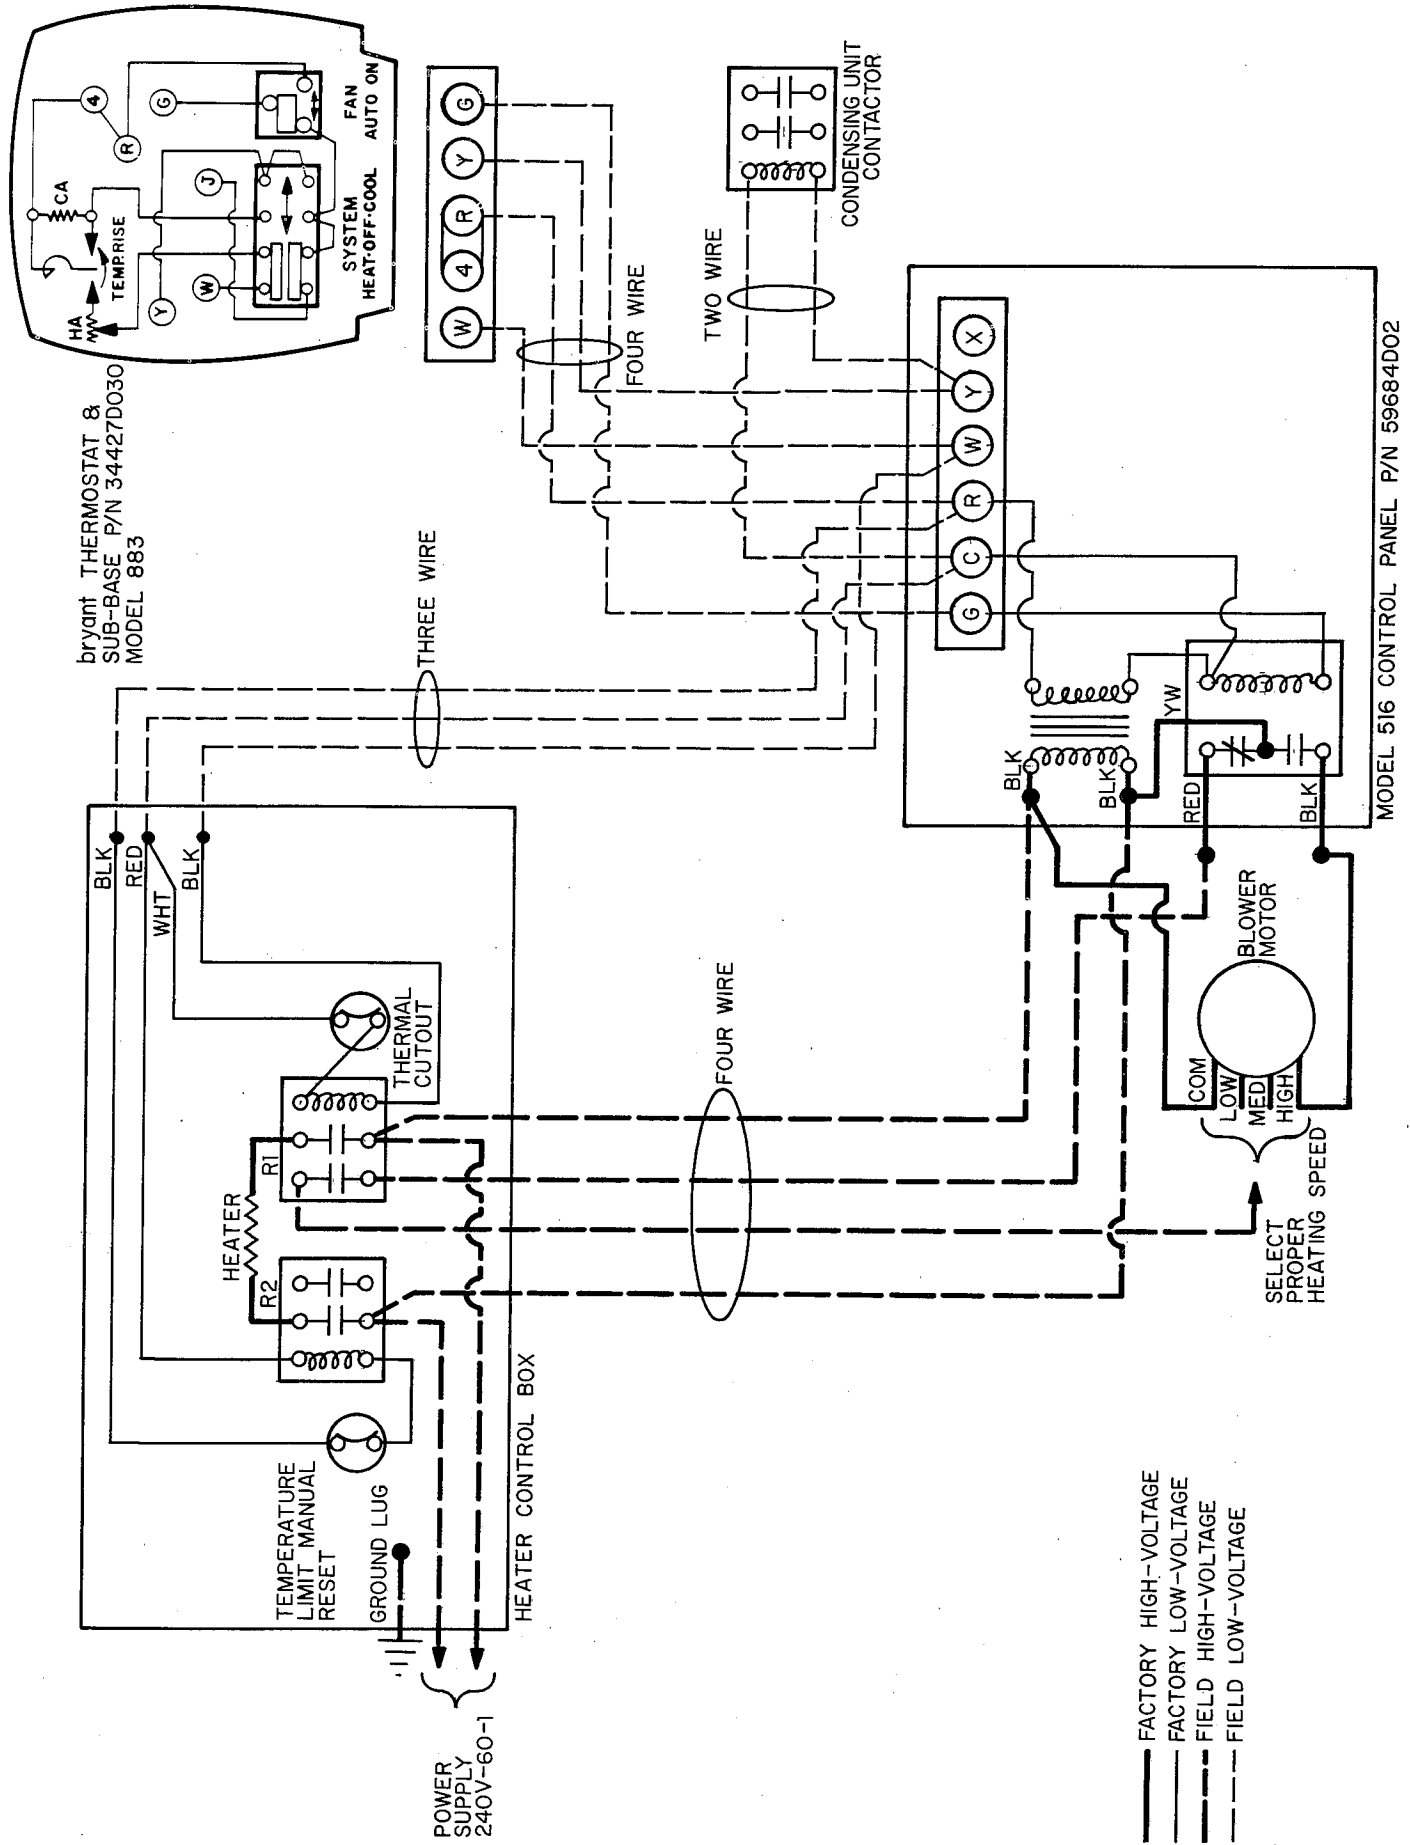 bryant THERMOSTAT &
SUB-BASE P/N 34427D030
MODEL 883
HA
CA
TEMP.RISE
4
R
G
Y
W
J
SYSTEM
HEAT·OFF·COOL
FAN
AUTO ON
W
4
R
Y
G
FOUR WIRE
TWO WIRE
CONDENSING UNIT
CONTACTOR
THREE WIRE
G
C
R
W
Y
X
BLK
BLK
YW
RED
BLK
MODEL 516 CONTROL PANEL P/N 59684D02
BLK
RED
WHT
BLK
THERMAL
CUTOUT
R1
HEATER
R2
TEMPERATURE
LIMIT MANUAL
RESET
GROUND LUG
HEATER CONTROL BOX
POWER
SUPPLY
240V-60-1
FOUR WIRE
BLOWER
MOTOR
COM
LOW
MED
HIGH
SELECT
PROPER
HEATING SPEED
FACTORY HIGH-VOLTAGE
FACTORY LOW-VOLTAGE
FIELD HIGH-VOLTAGE
FIELD LOW-VOLTAGE